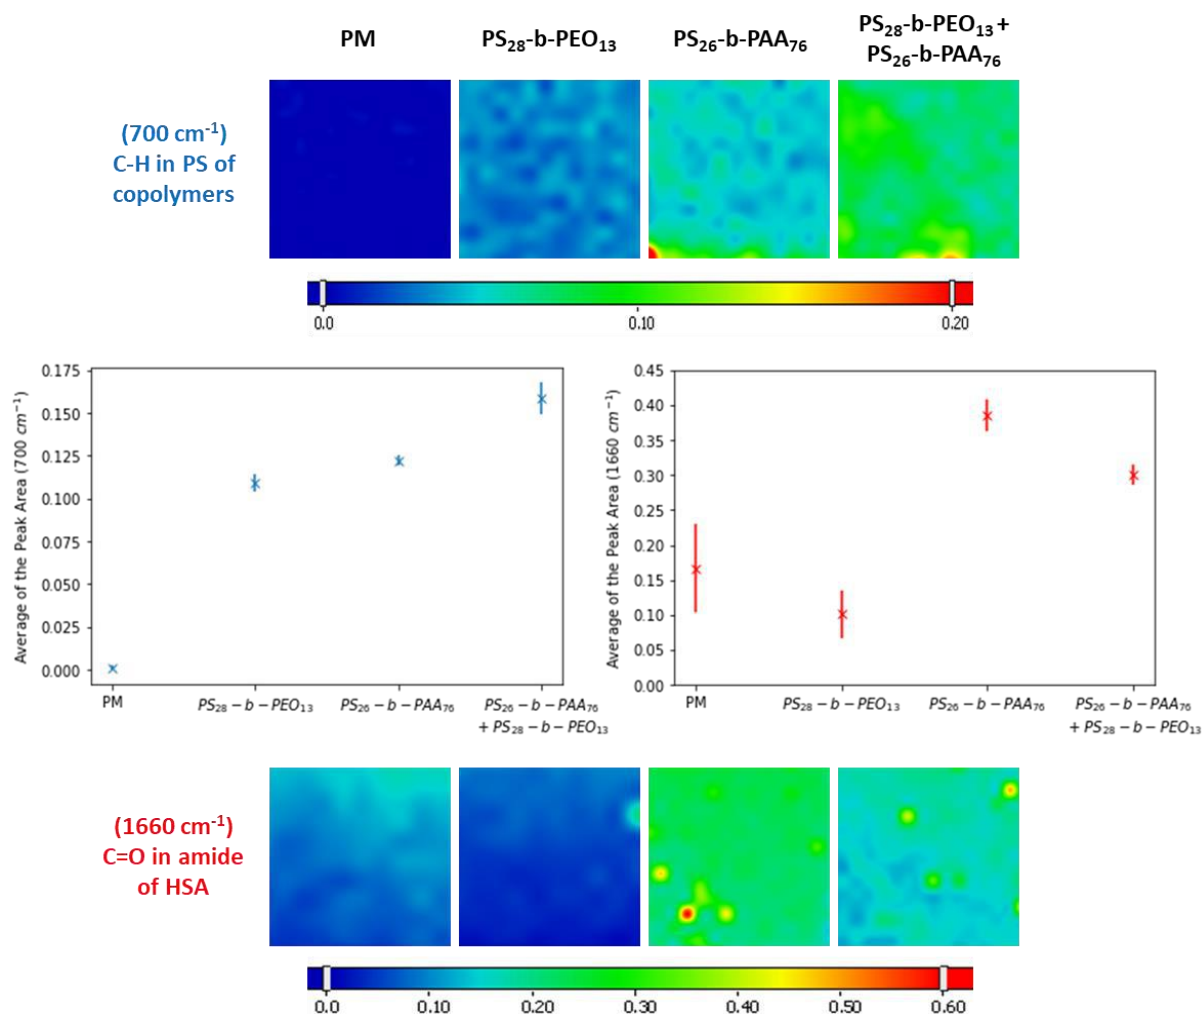 PM
PS₂₈-b-PEO₁₃
PS₂₆-b-PAA₇₆
PS₂₈-b-PEO₁₃ +
PS₂₆-b-PAA₇₆
(700 cm⁻¹)
C-H in PS of
copolymers
0.0 0.10 0.20
Average of the Peak Area (700 cm⁻¹)
0.175
0.150
0.125
0.100
0.075
0.050
0.025
0.000
PM
PS₂₈ − b − PEO₁₃
PS₂₆ − b − PAA₇₆
PS₂₆ − b − PAA₇₆
+ PS₂₈ − b − PEO₁₃
Average of the Peak Area (1660 cm⁻¹)
0.45
0.40
0.35
0.30
0.25
0.20
0.15
0.10
0.05
0.00
PM
PS₂₈ − b − PEO₁₃
PS₂₆ − b − PAA₇₆
PS₂₆ − b − PAA₇₆
+ PS₂₈ − b − PEO₁₃
(1660 cm⁻¹)
C=O in amide
of HSA
0.0 0.10 0.20 0.30 0.40 0.50 0.60